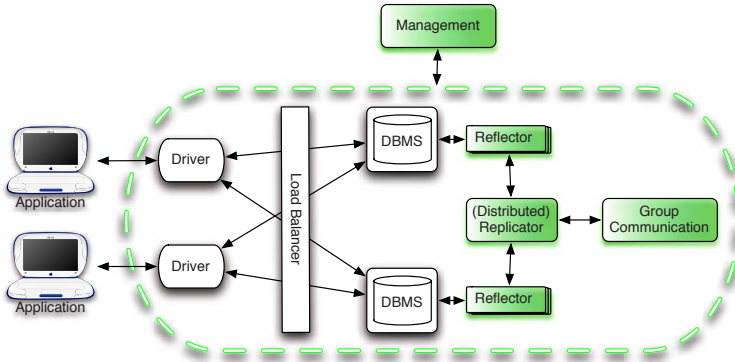 Management
Application
Driver
Load Balancer
DBMS
Reflector
(Distributed)
Replicator
Group
Communication
Application
Driver
DBMS
Reflector